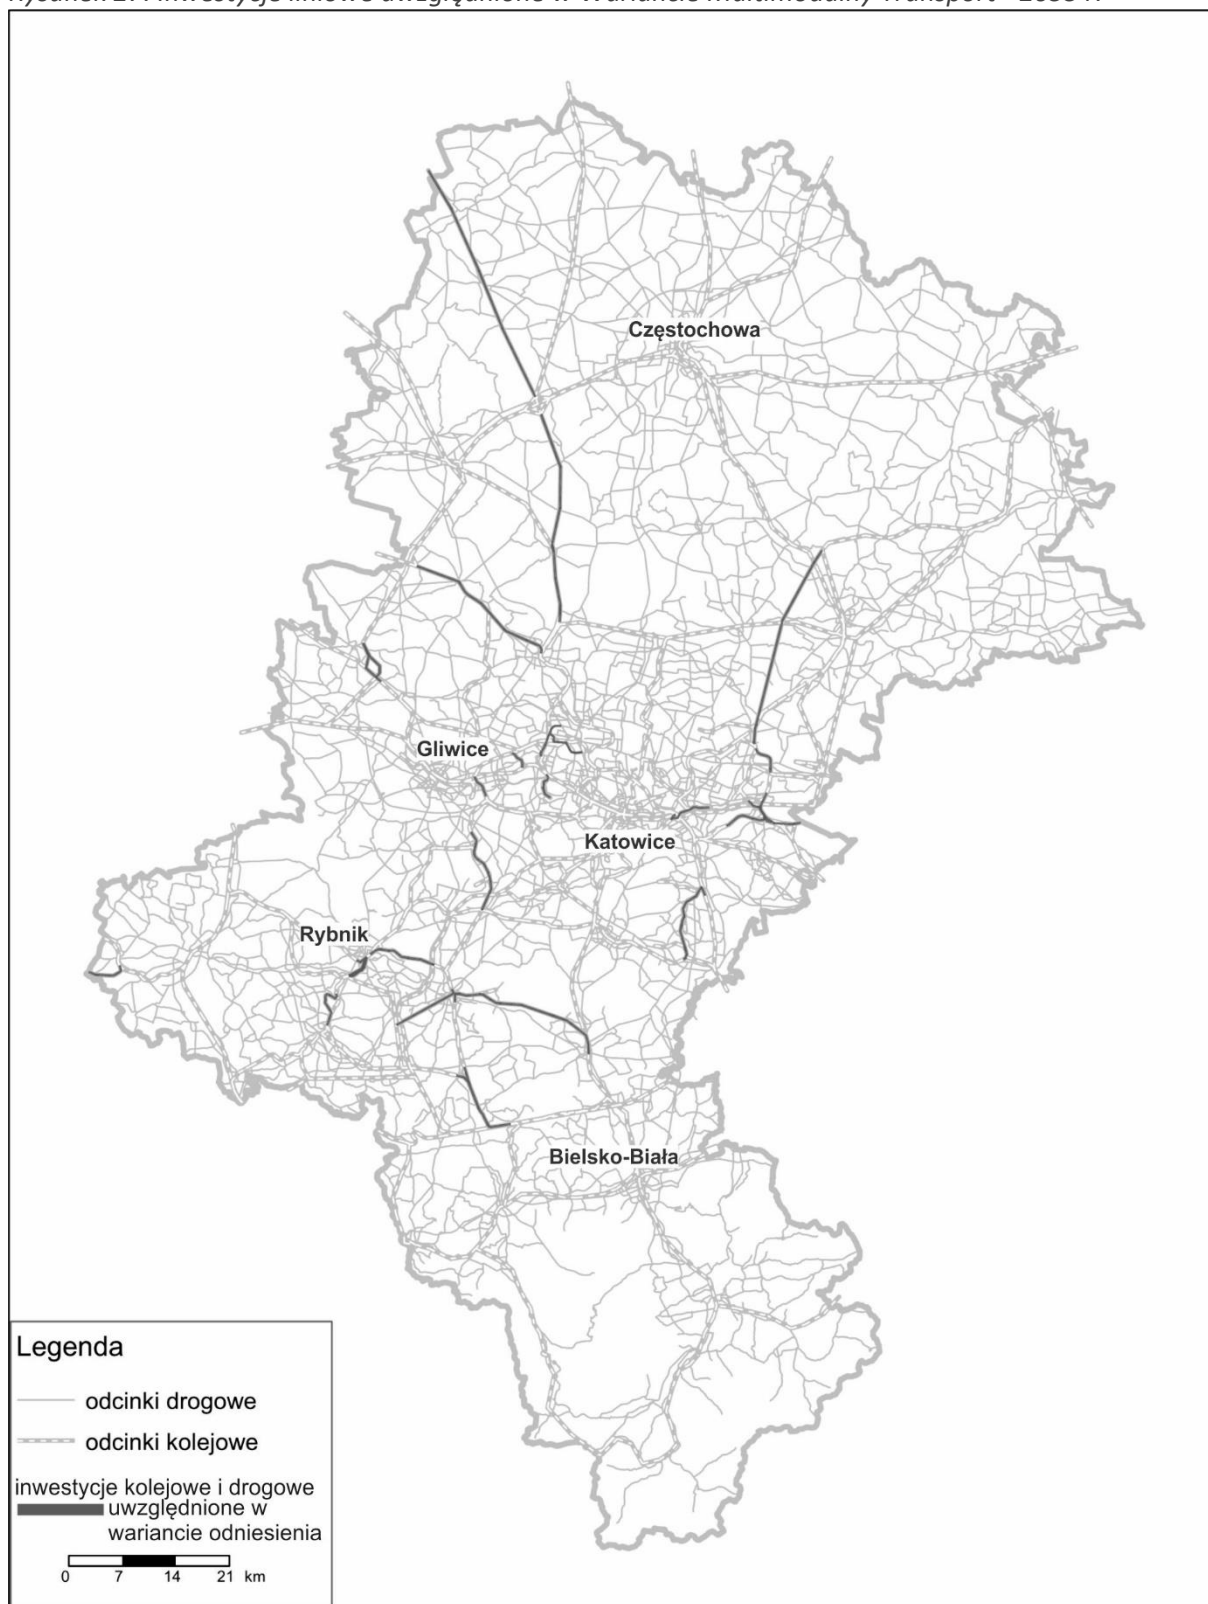 Częstochowa
Gliwice
Katowice
Rybnik
Bielsko-Biała
Legenda
odcinki drogowe
odcinki kolejowe
inwestycje kolejowe i drogowe
uwzględnione w
wariancie odniesienia
0 7 14 21 km